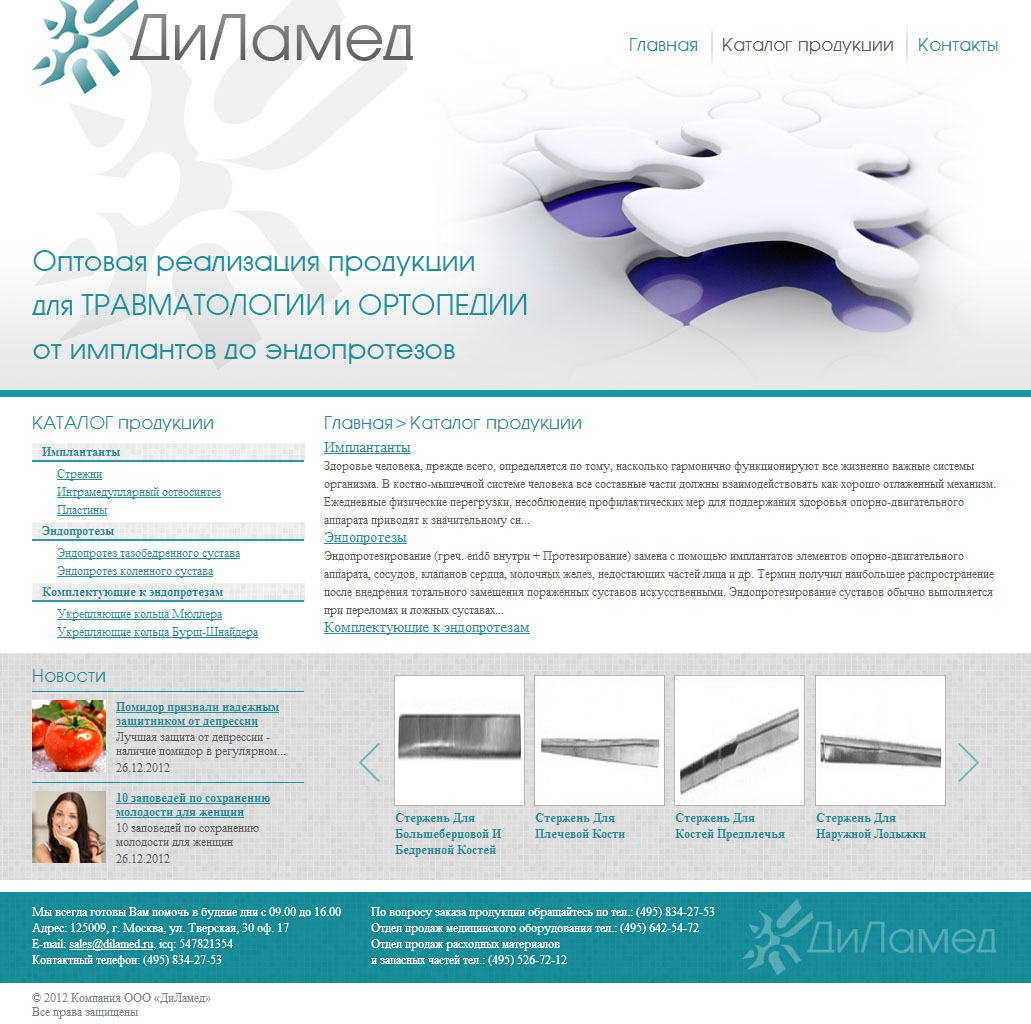 ДиЛамед
Главная
Каталог продукции
Контакты
Оптовая реализация продукции
для ТРАВМАТОЛОГИИ и ОРТОПЕДИИ
от имплантов до эндопротезов
КАТАЛОГ продукции
Имплантанты
Стрежни
Интрамедуллярный остеосинтез
Пластины
Эндопротезы
Эндопротез тазобедренного сустава
Эндопротез коленного сустава
Комплектующие к эндопротезам
Укрепляющие кольца Мюллера
Укрепляющие кольца Бурш-Шнайдера
Главная > Каталог продукции
Имплантанты
Здоровье человека, прежде всего, определяется по тому, насколько гармонично функционируют все жизненно важные системы
организма. В костно-мышечной системе человека все составные части должны взаимодействовать как хорошо отлаженный механизм.
Ежедневные физические перегрузки, несоблюдение профилактических мер для поддержания здоровья опорно-двигательного
аппарата приводят к значительному сн...
Эндопротезы
Эндопротезирование (греч. endō внутри + Протезирование) замена с помощью имплантатов элементов опорно-двигательного
аппарата, сосудов, клапанов сердца, молочных желез, недостающих частей лица и др. Термин получил наибольшее распространение
после внедрения тотального замещения пораженных суставов искусственными. Эндопротезирование суставов обычно выполняется
при переломах и ложных суставах...
Комплектующие к эндопротезам
Новости
Помидор признали надежным
защитником от депрессии
Лучшая защита от депрессии -
наличие помидор в регулярном...
26.12.2012
10 заповедей по сохранению
молодости для женщин
10 заповедей по сохранению
молодости для женщин
26.12.2012
Стержень Для
Большеберцовой И
Бедренной Костей
Стержень Для
Плечевой Кости
Стержень Для
Костей Предплечья
Стержень Для
Наружной Лодыжки
Мы всегда готовы Вам помочь в будние дни с 09.00 до 16.00
Адрес: 125009, г. Москва, ул. Тверская, 30 оф. 17
E-mail: sales@dilamed.ru, icq: 547821354
Контактный телефон: (495) 834-27-53
По вопросу заказа продукции обращайтесь по тел.: (495) 834-27-53
Отдел продаж медицинского оборудования тел.: (495) 642-54-72
Отдел продаж расходных материалов
и запасных частей тел.: (495) 526-72-12
ДиЛамед
© 2012 Компания ООО «ДиЛамед»
Все права защищены